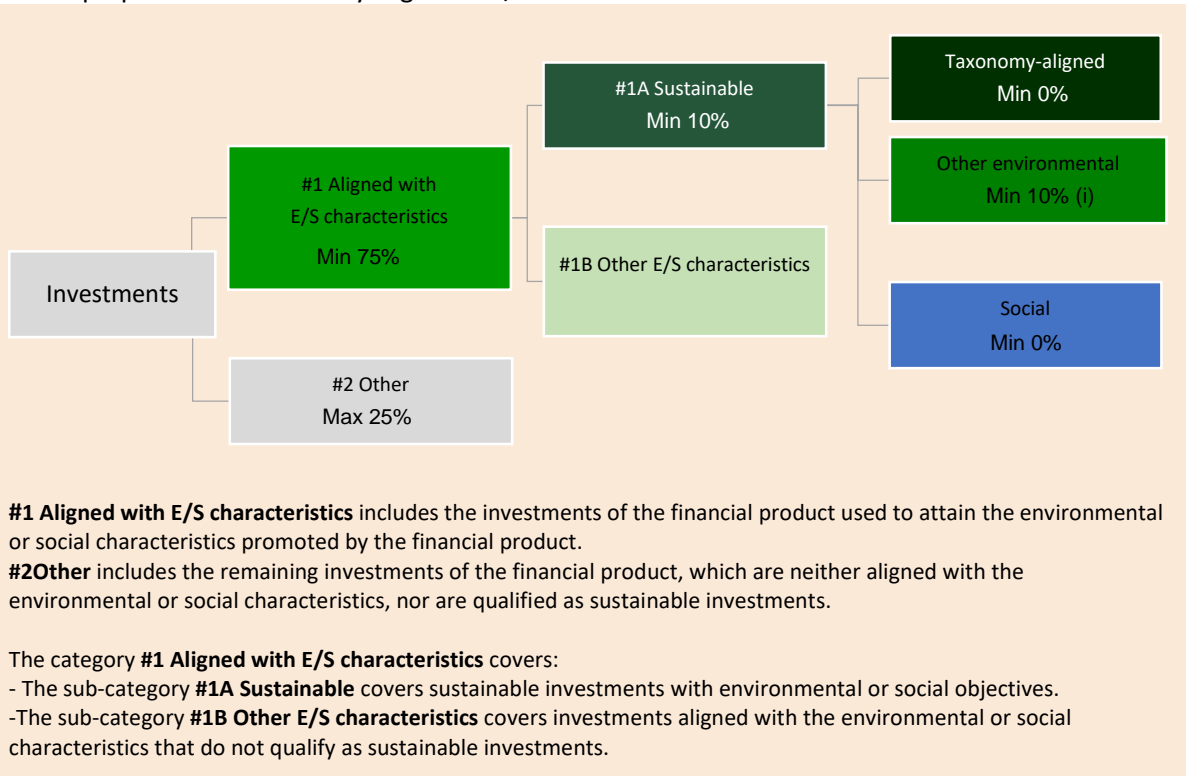 Taxonomy-aligned
Min 0%
#1A Sustainable
Min 10%
Other environmental
Min 10% (i)
#1 Aligned with
E/S characteristics
Min 75%
#1B Other E/S characteristics
Investments
Social
Min 0%
#2 Other
Max 25%
#1 Aligned with E/S characteristics includes the investments of the financial product used to attain the environmental
or social characteristics promoted by the financial product.
#2Other includes the remaining investments of the financial product, which are neither aligned with the
environmental or social characteristics, nor are qualified as sustainable investments.
The category #1 Aligned with E/S characteristics covers:
- The sub-category #1A Sustainable covers sustainable investments with environmental or social objectives.
-The sub-category #1B Other E/S characteristics covers investments aligned with the environmental or social
characteristics that do not qualify as sustainable investments.